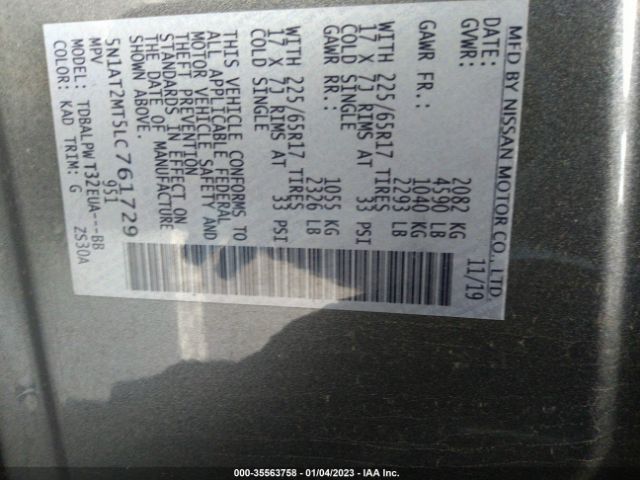 MFD BY NISSAN MOTOR CO., LTD
DATE: 11/19
GVWR: 2082 KG
4590 LB
GAWR FR.: 1040 KG
2293 LB
WITH 225/65R17 TIRES
17 X 7J RIMS AT 33 PSI
COLD SINGLE
GAWR RR.: 1055 KG
2326 LB
WITH 225/65R17 TIRES
17 X 7J RIMS AT 33 PSI
COLD SINGLE
THIS VEHICLE CONFORMS TO
ALL APPLICABLE FEDERAL
MOTOR VEHICLE SAFETY AND
THEFT PREVENTION
STANDARDS IN EFFECT ON
THE DATE OF MANUFACTURE
SHOWN ABOVE.
5N1AT2MT5LC761729
951
MPV TDBALPWT32EUA---BB
COLOR: KAD TRIM: G ZS30A
000-35563758 - 01/04/2023 - IAA Inc.